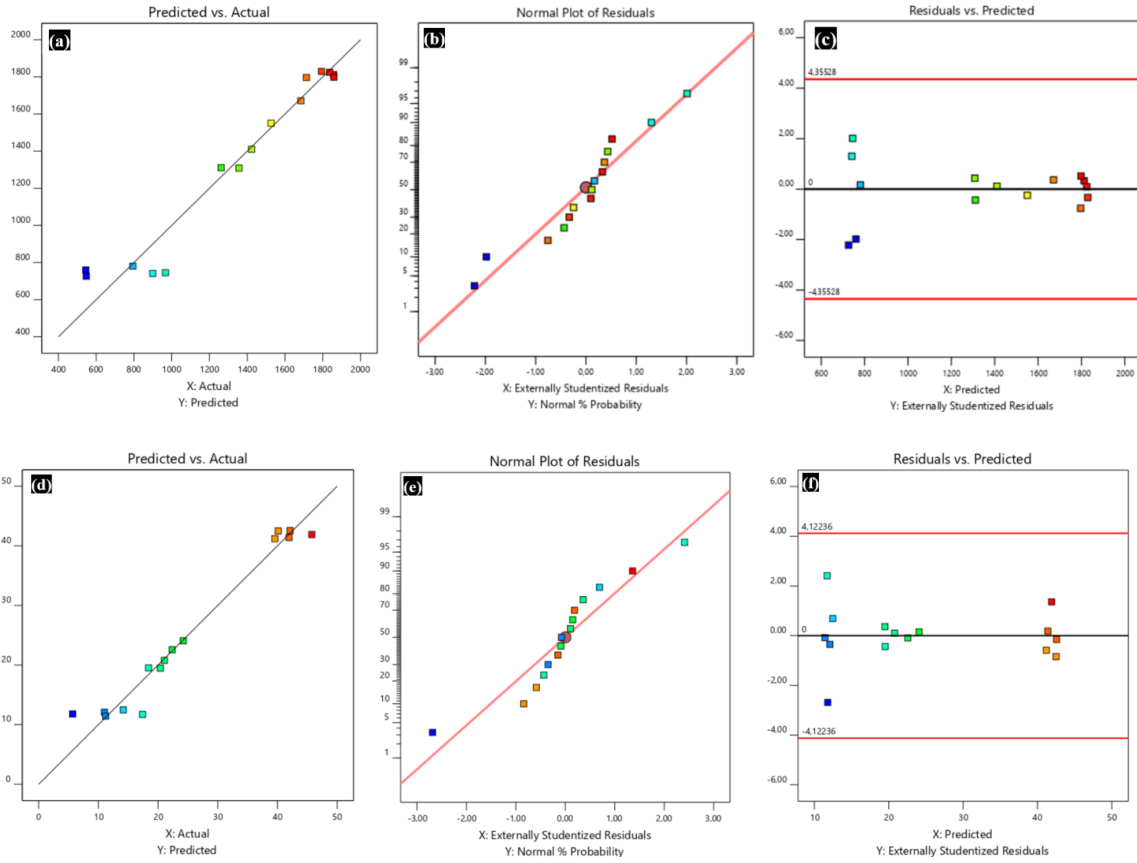 Predicted vs. Actual
(a)
2000
1800
1600
1400
1200
1000
800
600
400
400 600 800 1000 1200 1400 1600 1800 2000
X: Actual
Y: Predicted
Normal Plot of Residuals
(b)
99
95
90
80
70
50
30
20
10
5
1
-3,00 -2,00 -1,00 0,00 1,00 2,00 3,00
X: Externally Studentized Residuals
Y: Normal % Probability
Residuals vs. Predicted
(c)
6,00
4,35528
4,00
2,00
0,00
0
-2,00
-4,00
-4,35528
-6,00
600 800 1000 1200 1400 1600 1800 2000
X: Predicted
Y: Externally Studentized Residuals
Predicted vs. Actual
(d)
50
40
30
20
10
0
0 10 20 30 40 50
X: Actual
Y: Predicted
Normal Plot of Residuals
(e)
99
95
90
80
70
50
30
20
10
5
1
-3,00 -2,00 -1,00 0,00 1,00 2,00 3,00
X: Externally Studentized Residuals
Y: Normal % Probability
Residuals vs. Predicted
(f)
6,00
4,12236
4,00
2,00
0,00
0
-2,00
-4,00
-4,12236
-6,00
10 20 30 40 50
X: Predicted
Y: Externally Studentized Residuals